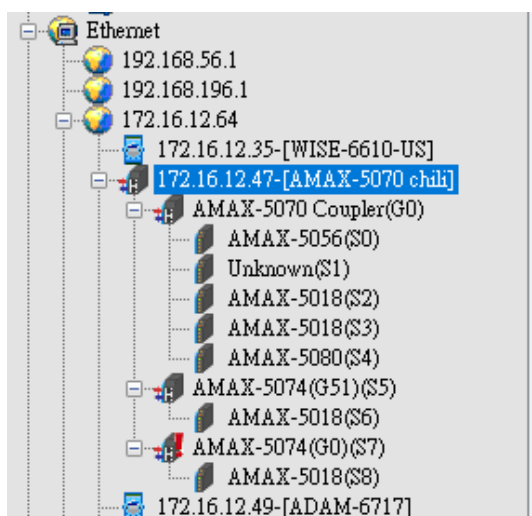 Ethernet
192.168.56.1
192.168.196.1
172.16.12.64
172.16.12.35-[WISE-6610-US]
172.16.12.47-[AMAX-5070 chili]
AMAX-5070 Coupler(G0)
AMAX-5056(S0)
Unknown(S1)
AMAX-5018(S2)
AMAX-5018(S3)
AMAX-5080(S4)
AMAX-5074(G51)(S5)
AMAX-5018(S6)
AMAX-5074(G0)(S7)
AMAX-5018(S8)
172.16.12.49-[ADAM-6717]